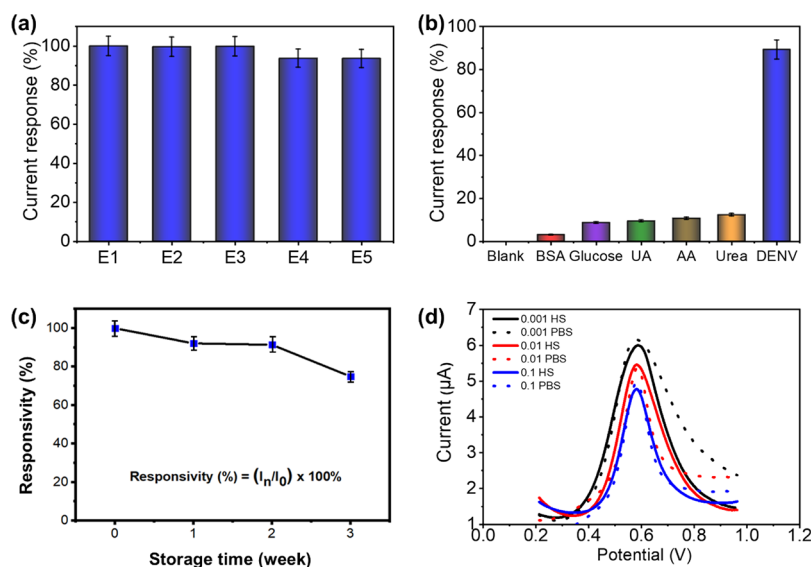 (a)
Current response (%)
120
100
80
60
40
20
0
E1 E2 E3 E4 E5
(b)
Current response (%)
100
80
60
40
20
0
Blank BSA Glucose UA AA Urea DENV
(c)
Responsivity (%)
100
80
60
40
20
0
Responsivity (%) = (In/I0) x 100%
0 1 2 3
Storage time (week)
(d)
Current (μA)
7
6
5
4
3
2
1
0.001 HS
0.001 PBS
0.01 HS
0.01 PBS
0.1 HS
0.1 PBS
0.0 0.2 0.4 0.6 0.8 1.0 1.2
Potential (V)